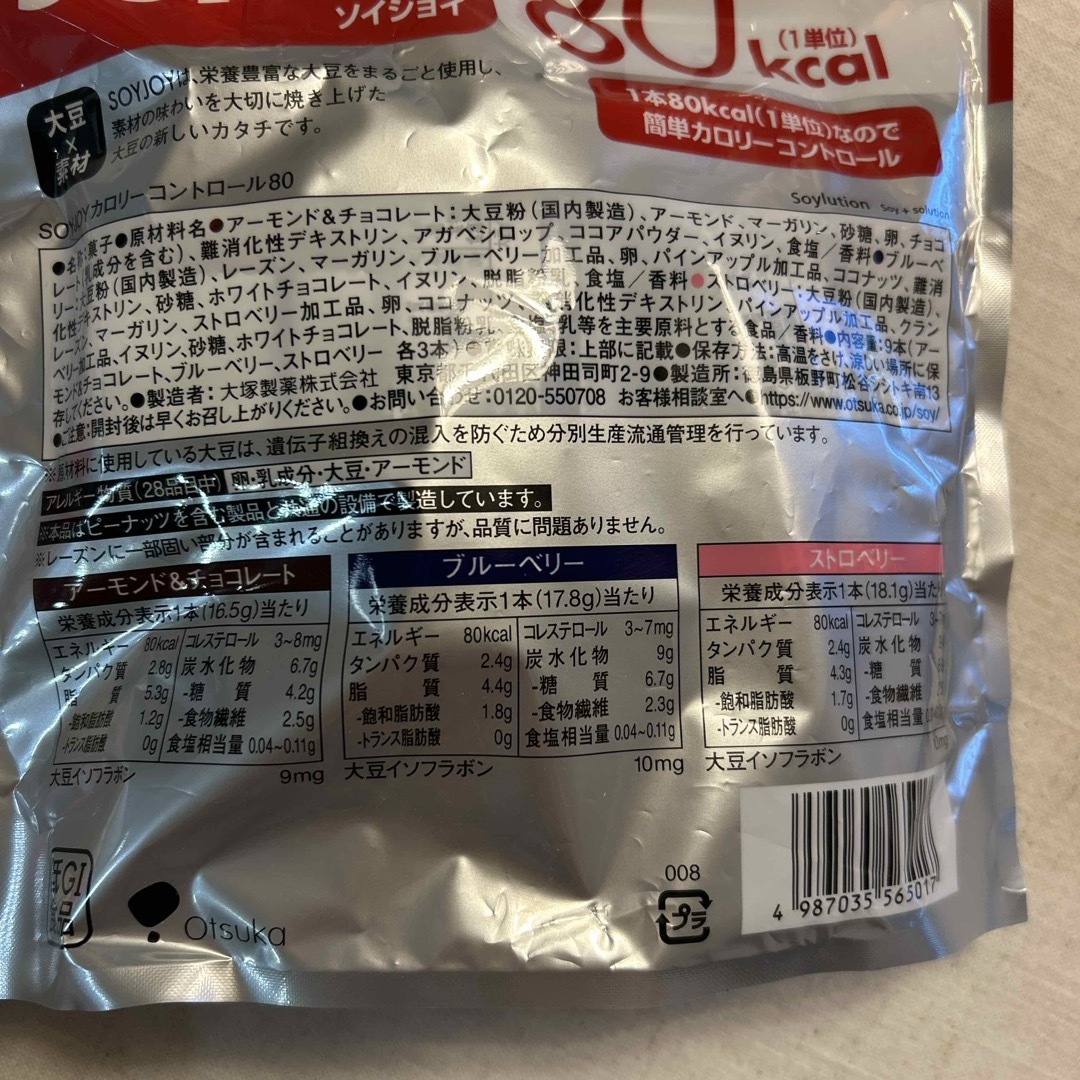 ソイジョイ
80kcal
(1単位)
1本80kcal(1単位)なので
簡単カロリーコントロール
大豆
×
素材
SOYJOYは、栄養豊富な大豆をまるごと使用し、
素材の味わいを大切に焼き上げた
大豆の新しいカタチです。
Soylution Soy + solution
SOYJOYカロリーコントロール80
●名称:菓子●原材料名●アーモンド&チョコレート:大豆粉(国内製造)、アーモンド、マーガリン、砂糖、卵、チョコ
レート(乳成分を含む)、難消化性デキストリン、アガベシロップ、ココアパウダー、イヌリン、食塩/香料●ブルーベ
リー:大豆粉(国内製造)、レーズン、マーガリン、ブルーベリー加工品、卵、パインアップル加工品、ココナッツ、難消
化性デキストリン、砂糖、ホワイトチョコレート、イヌリン、脱脂粉乳、食塩/香料●ストロベリー:大豆粉(国内製造)、
レーズン、マーガリン、ストロベリー加工品、卵、ココナッツ、消化性デキストリン、パインアップル加工品、クラン
ベリー加工品、イヌリン、砂糖、ホワイトチョコレート、脱脂粉乳、塩、乳等を主要原料とする食品/香料●内容量:9本(アー
モンド&チョコレート、ブルーベリー、ストロベリー 各3本)●味期限:上部に記載●保存方法:高温をさけ、涼しい場所に保
存してください。●製造者:大塚製薬株式会社 東京都千代田区神田司町2-9●製造所:徳島県板野町松谷シシトキ南13
●ご注意:開封後は早くお召し上がりください。●お問い合わせ:0120-550708 お客様相談室へ●https://www.otsuka.co.jp/soy/
※原材料に使用している大豆は、遺伝子組換えの混入を防ぐため分別生産流通管理を行っています。
アレルギー物質(28品目中) 卵・乳成分・大豆・アーモンド
※本品はピーナッツを含む製品と共通の設備で製造しています。
※レーズンに一部固い部分が含まれることがありますが、品質に問題ありません。
アーモンド&チョコレート
栄養成分表示1本(16.5g)当たり
エネルギー 80kcal コレステロール 3~8mg
タンパク質 2.8g 炭水化物 6.7g
脂質 5.3g -糖質 4.2g
-飽和脂肪酸 1.2g -食物繊維 2.5g
-トランス脂肪酸 0g 食塩相当量 0.04~0.11g
大豆イソフラボン 9mg
ブルーベリー
栄養成分表示1本(17.8g)当たり
エネルギー 80kcal コレステロール 3~7mg
タンパク質 2.4g 炭水化物 9g
脂質 4.4g -糖質 6.7g
-飽和脂肪酸 1.8g -食物繊維 2.3g
-トランス脂肪酸 0g 食塩相当量 0.04~0.11g
大豆イソフラボン 10mg
ストロベリー
栄養成分表示1本(18.1g)当たり
エネルギー 80kcal コレステロール
タンパク質 2.4g 炭水化物
脂質 4.3g -糖質
-飽和脂肪酸 1.7g -食物繊維
-トランス脂肪酸 0g 食塩相当量
大豆イソフラボン 10mg
低GI
食品
Otsuka
008
プラ
4 987035 565017